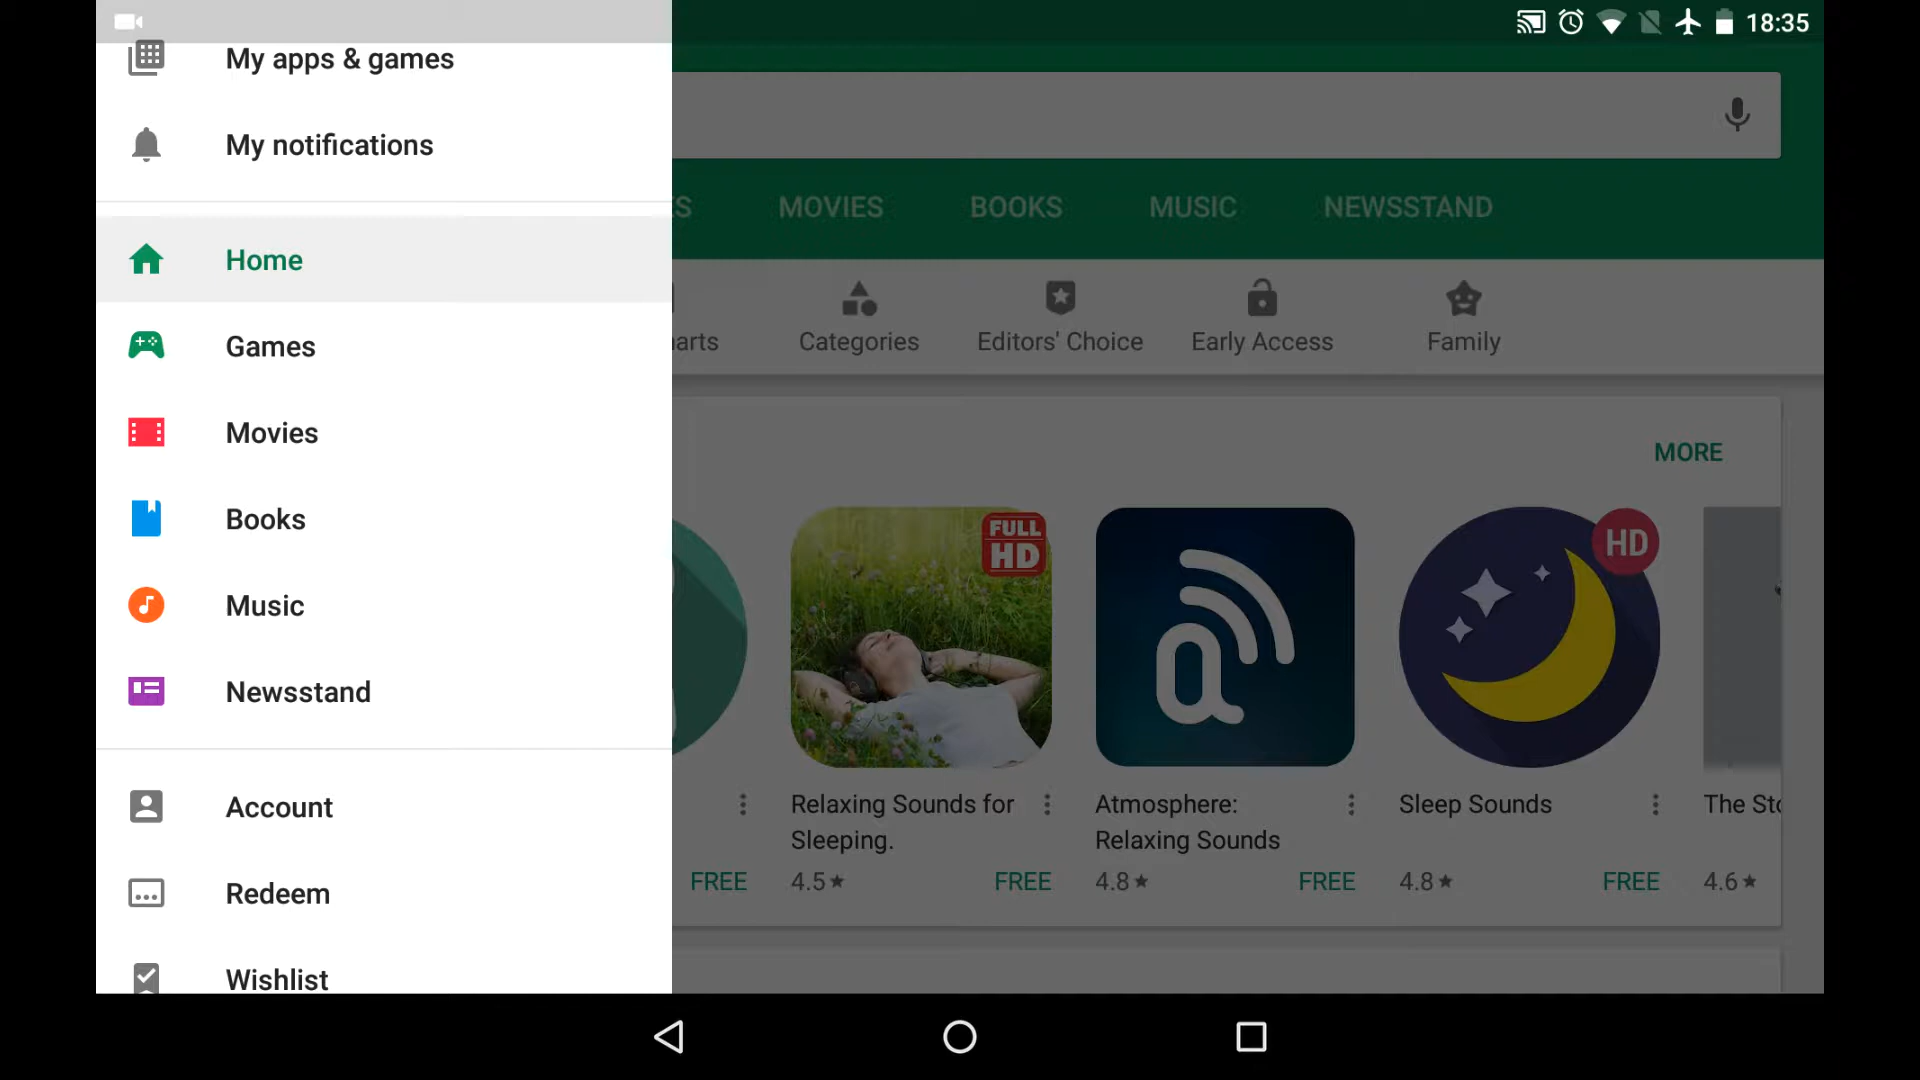 18:35
My apps & games
My notifications
Home
Games
Movies
Books
Music
Newsstand
Account
Redeem
Wishlist
MOVIES
BOOKS
MUSIC
NEWSSTAND
Categories
Editors' Choice
Early Access
Family
MORE
FULL
HD
HD
Relaxing Sounds for
Sleeping.
Atmosphere:
Relaxing Sounds
Sleep Sounds
The
FREE
4.5★
FREE
4.8★
FREE
4.8★
FREE
4.6★